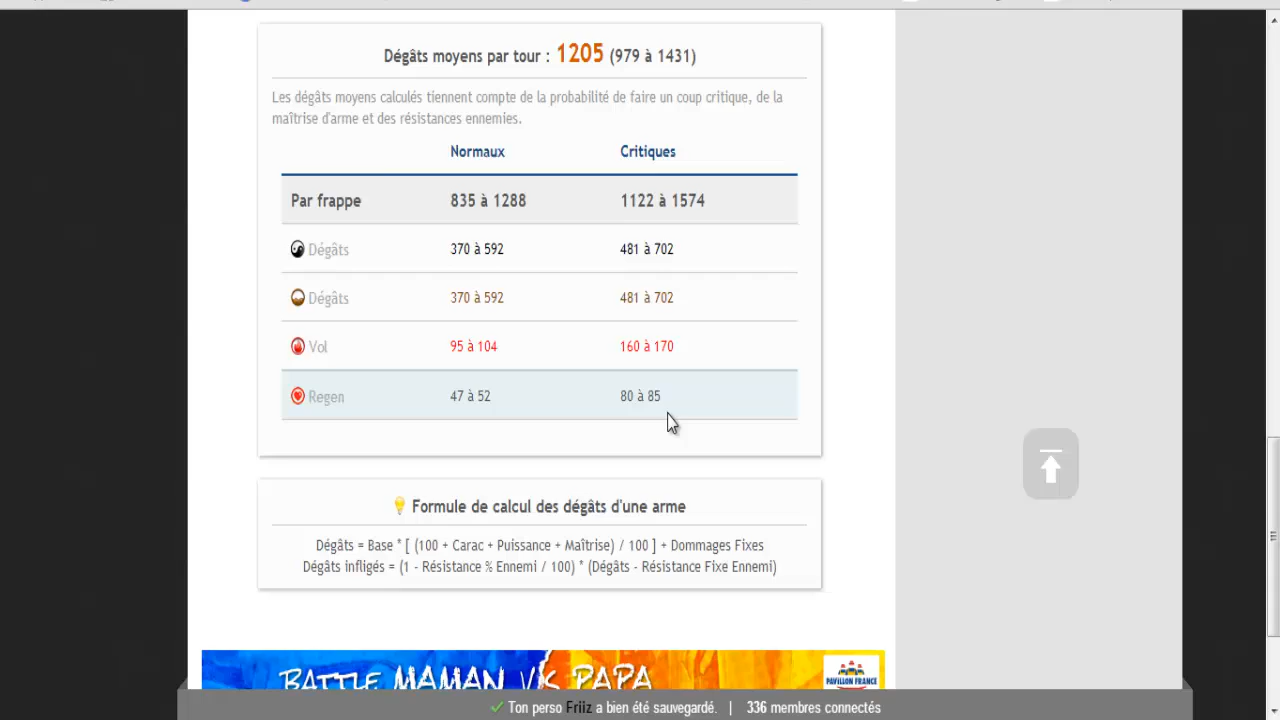 Dégâts moyens par tour : 1205 (979 à 1431)
Les dégâts moyens calculés tiennent compte de la probabilité de faire un coup critique, de la
maîtrise d'arme et des résistances ennemies.
Normaux Critiques
Par frappe 835 à 1288 1122 à 1574
Dégâts 370 à 592 481 à 702
Dégâts 370 à 592 481 à 702
Vol 95 à 104 160 à 170
Regen 47 à 52 80 à 85
Formule de calcul des dégâts d'une arme
Dégâts = Base * [ (100 + Carac + Puissance + Maîtrise) / 100 ] + Dommages Fixes
Dégâts infligés = (1 - Résistance % Ennemi / 100) * (Dégâts - Résistance Fixe Ennemi)
BATTLE MAMAN VS PAPA
PAVILLON FRANCE
Ton perso Friiz a bien été sauvegardé. | 336 membres connectés